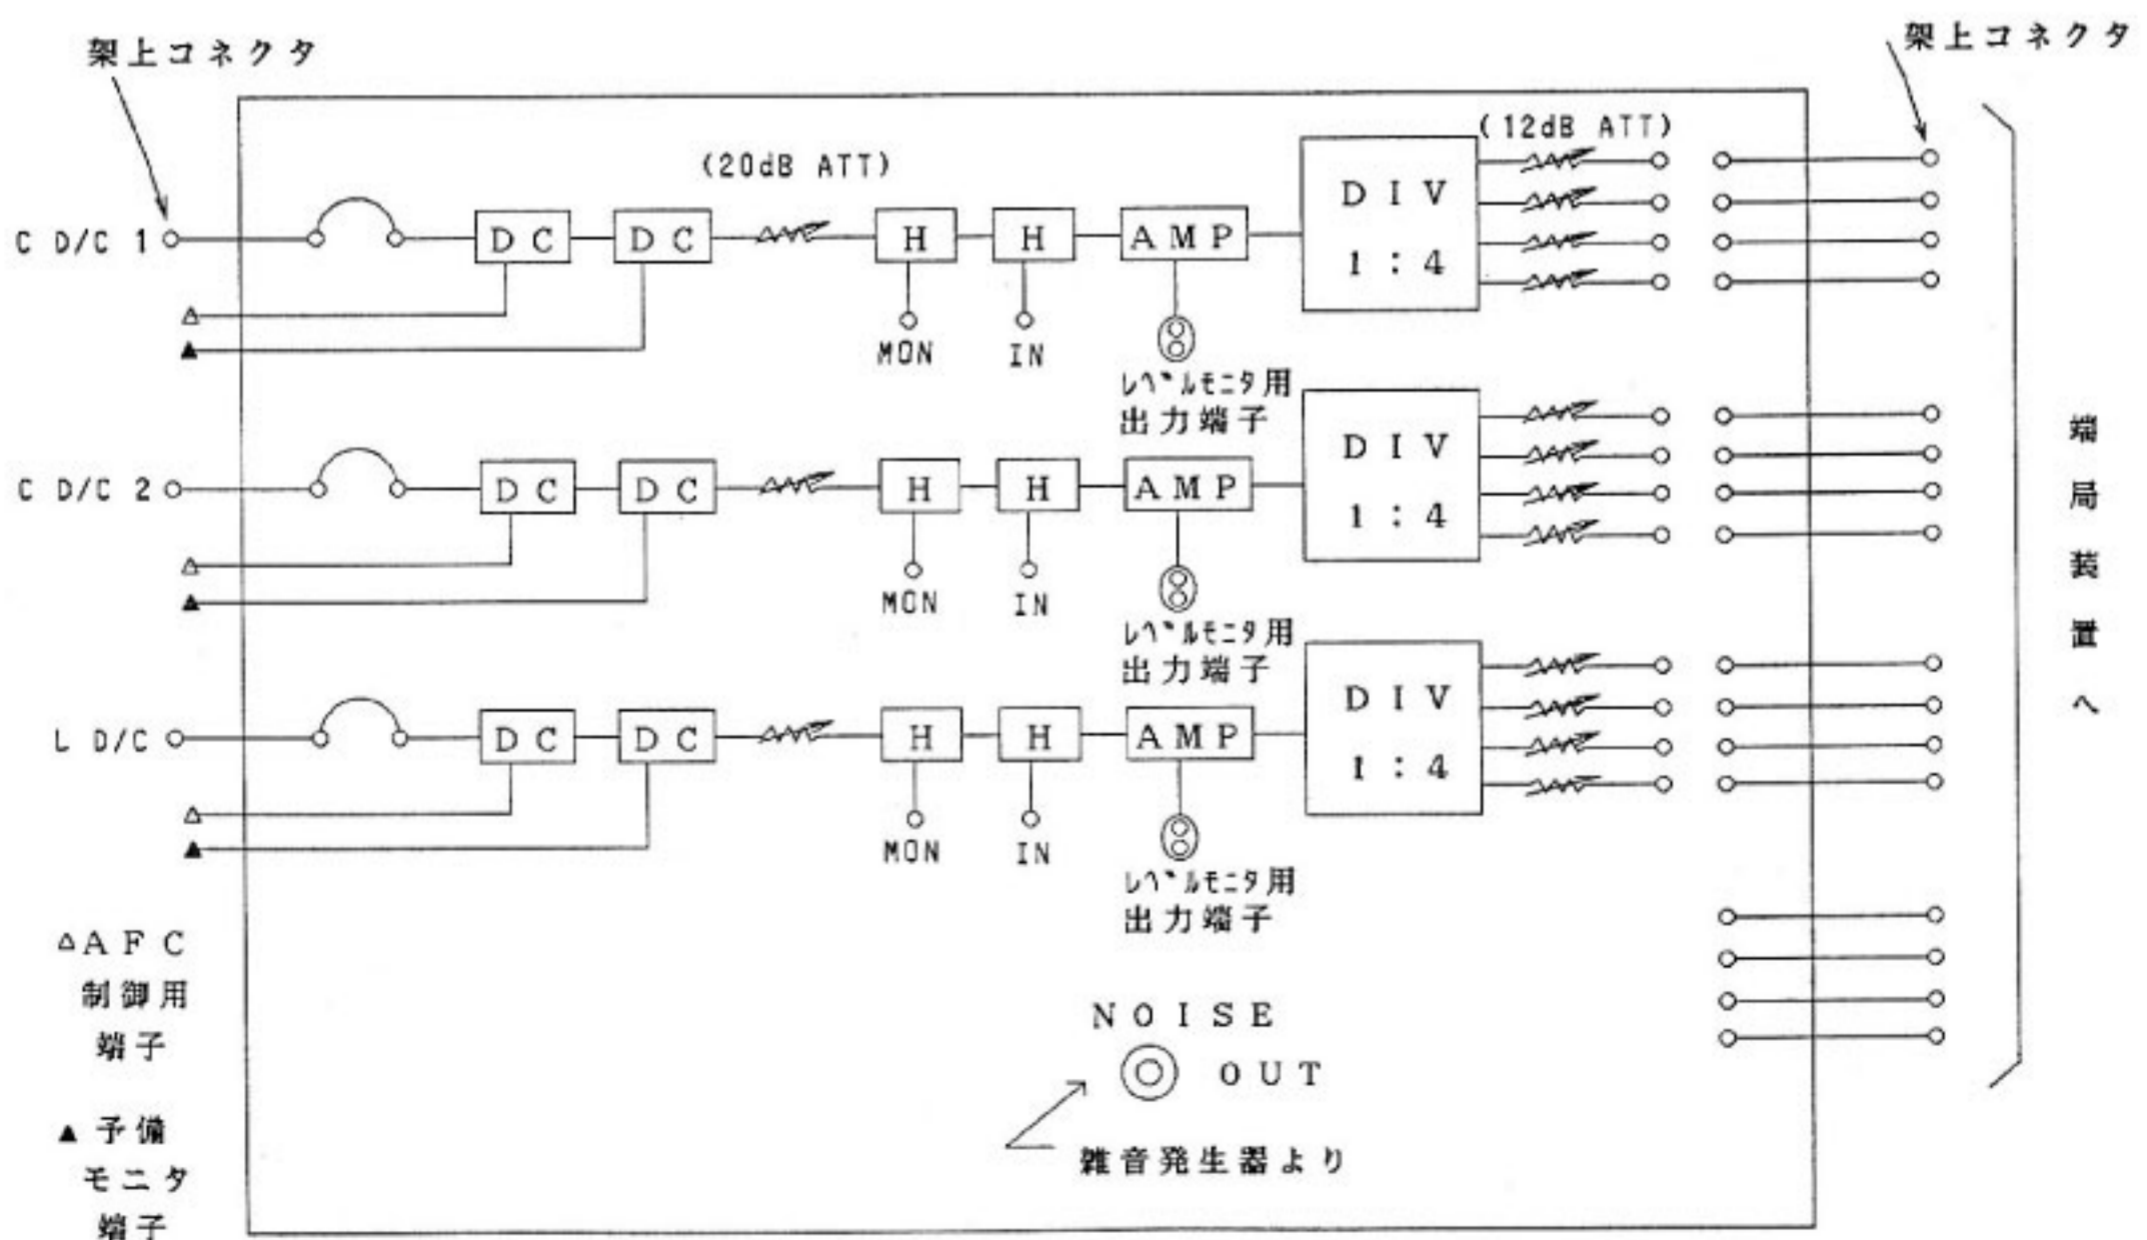 架上コネクタ
架上コネクタ
(12dB ATT)
(20dB ATT)
C D/C 1
DC
DC
H
H
AMP
DIV
1:4
MON
IN
レベルモニタ用
出力端子
C D/C 2
DC
DC
H
H
AMP
DIV
1:4
MON
IN
レベルモニタ用
出力端子
L D/C
DC
DC
H
H
AMP
DIV
1:4
MON
IN
レベルモニタ用
出力端子
端局装置へ
△AFC
制御用
端子
▲予備
モニタ
端子
NOISE
OUT
雑音発生器より